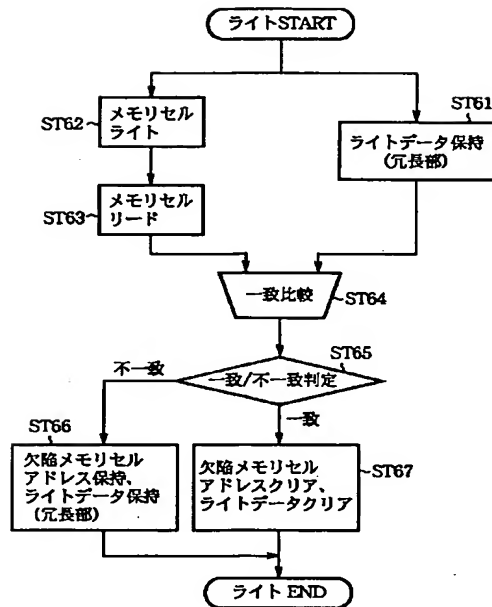 ライトSTART
ST62
メモリセル
ライト
ST61
ライトデータ保持
(冗長部)
ST63
メモリセル
リード
一致比較
ST64
ST65
不一致
一致/不一致判定
一致
ST66
欠陥メモリセル
アドレス保持、
ライトデータ保持
(冗長部)
欠陥メモリセル
アドレスクリア、
ライトデータクリア
ST67
ライト END